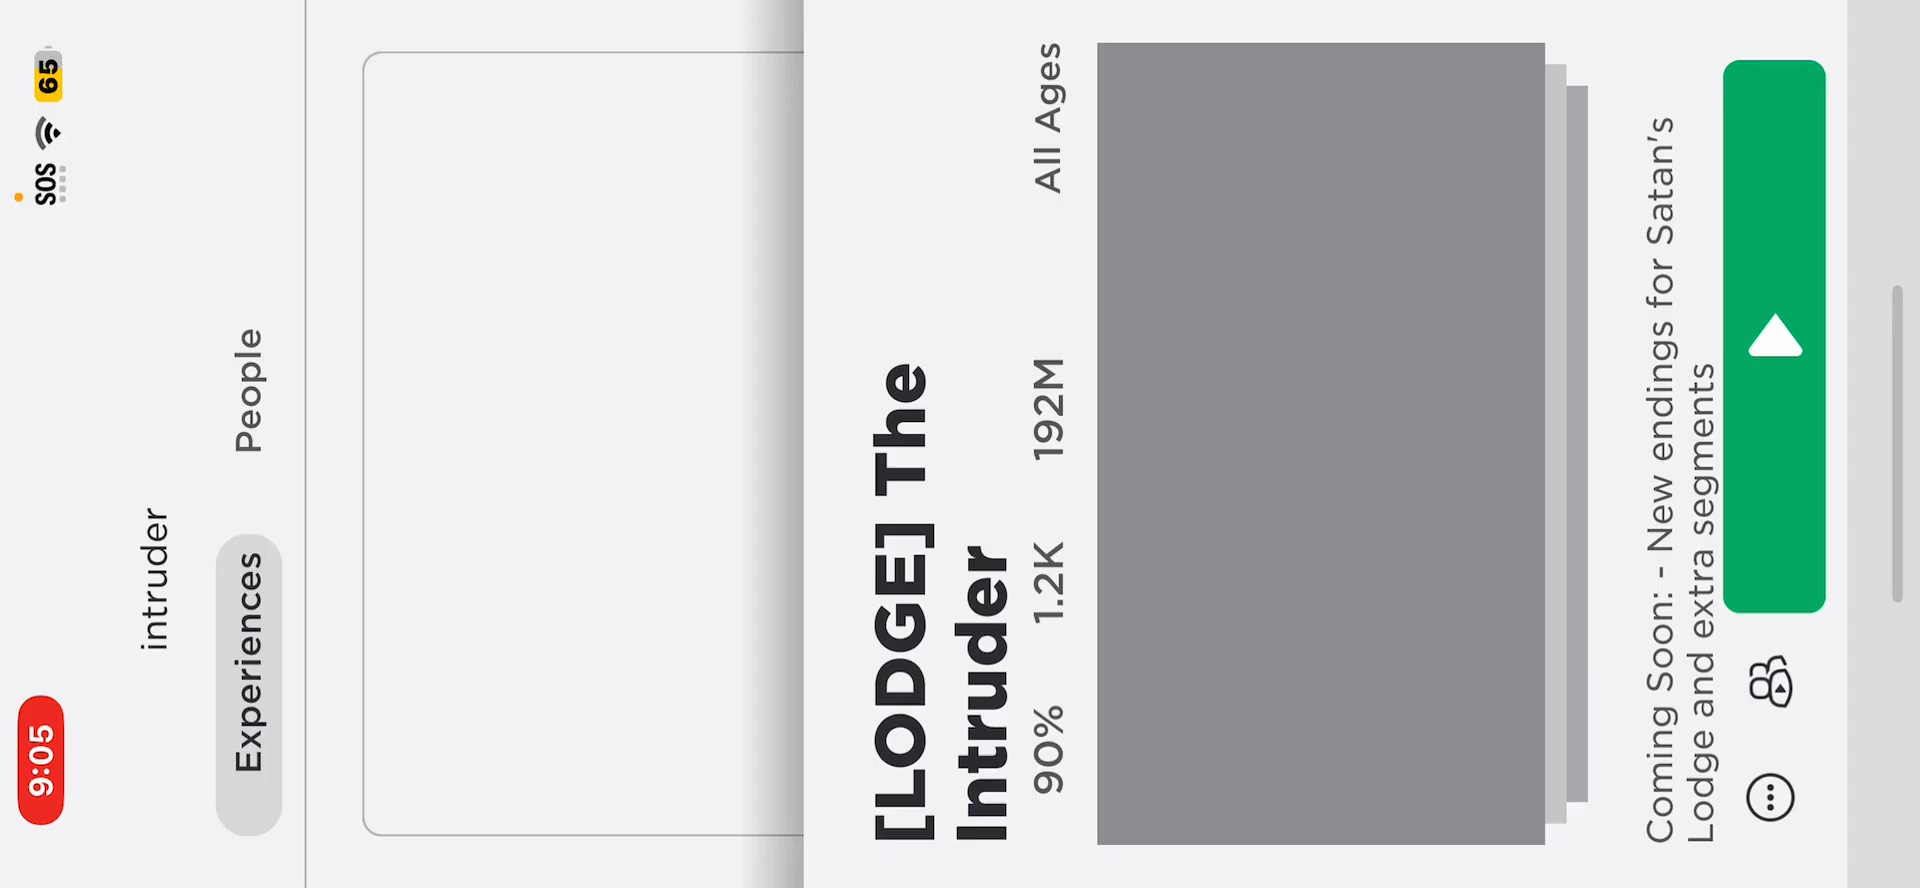 9:05
SOS
65
intruder
Experiences
People
[LODGE] The
Intruder
90%
1.2K
192M
All Ages
Coming Soon: - New endings for Satan's
Lodge and extra segments